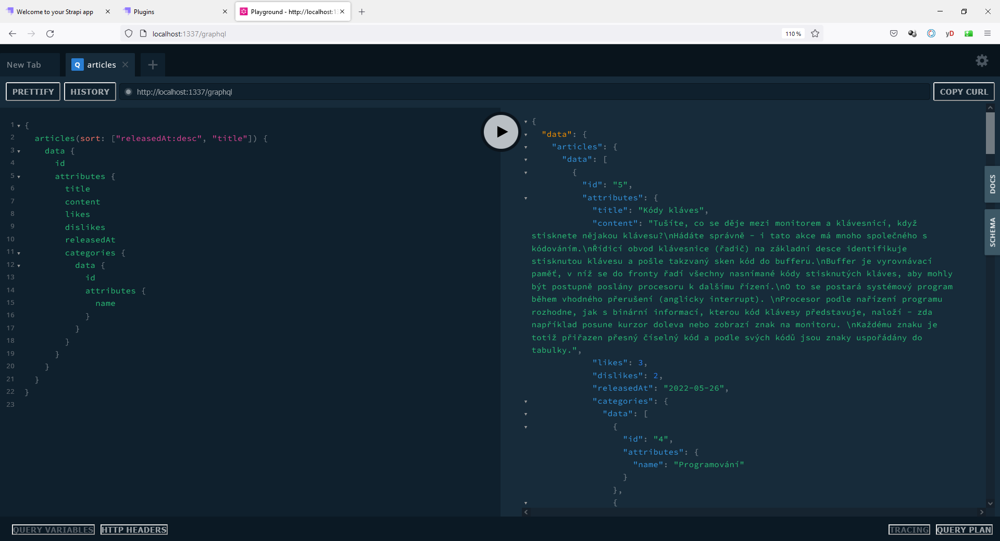 Welcome to your Strapi app
Plugins
Playground - http://localhost:13
localhost:1337/graphql
110 %
yD
New Tab
Q articles
PRETTIFY
HISTORY
http://localhost:1337/graphql
COPY CURL
1 {
2 articles(sort: ["releasedAt:desc", "title"]) {
3 data {
4 id
5 attributes {
6 title
7 content
8 likes
9 dislikes
10 releasedAt
11 categories {
12 data {
13 id
14 attributes {
15 name
16 }
17 }
18 }
19 }
20 }
21 }
22 }
23
{
"data": {
"articles": {
"data": [
{
"id": "5",
"attributes": {
"title": "Kódy kláves",
"content": "Tušíte, co se děje mezi monitorem a klávesnicí, když
stisknete nějakou klávesu?\nHádáte správně - i tato akce má mnoho společného s
kódováním.\nŘídicí obvod klávesnice (řadič) na základní desce identifikuje
stisknutou klávesu a pošle takzvaný sken kód do bufferu.\nBuffer je vyrovnávací
paměť, v níž se do fronty řadí všechny nasnímané kódy stisknutých kláves, aby mohly
být postupně poslány procesoru k dalšímu řízení.\nO to se postará systémový program
během vhodného přerušení (anglicky interrupt). \nProcesor podle nařízení programu
rozhodne, jak s binární informací, kterou kód klávesy představuje, naloží - zda
například posune kurzor doleva nebo zobrazí znak na monitoru. \nKaždému znaku je
totiž přiřazen přesný číselný kód a podle svých kódů jsou znaky uspořádány do
tabulky.",
"likes": 3,
"dislikes": 2,
"releasedAt": "2022-05-26",
"categories": {
"data": [
{
"id": "4",
"attributes": {
"name": "Programování"
}
},
{
DOCS
SCHEMA
QUERY VARIABLES
HTTP HEADERS
TRACING
QUERY PLAN